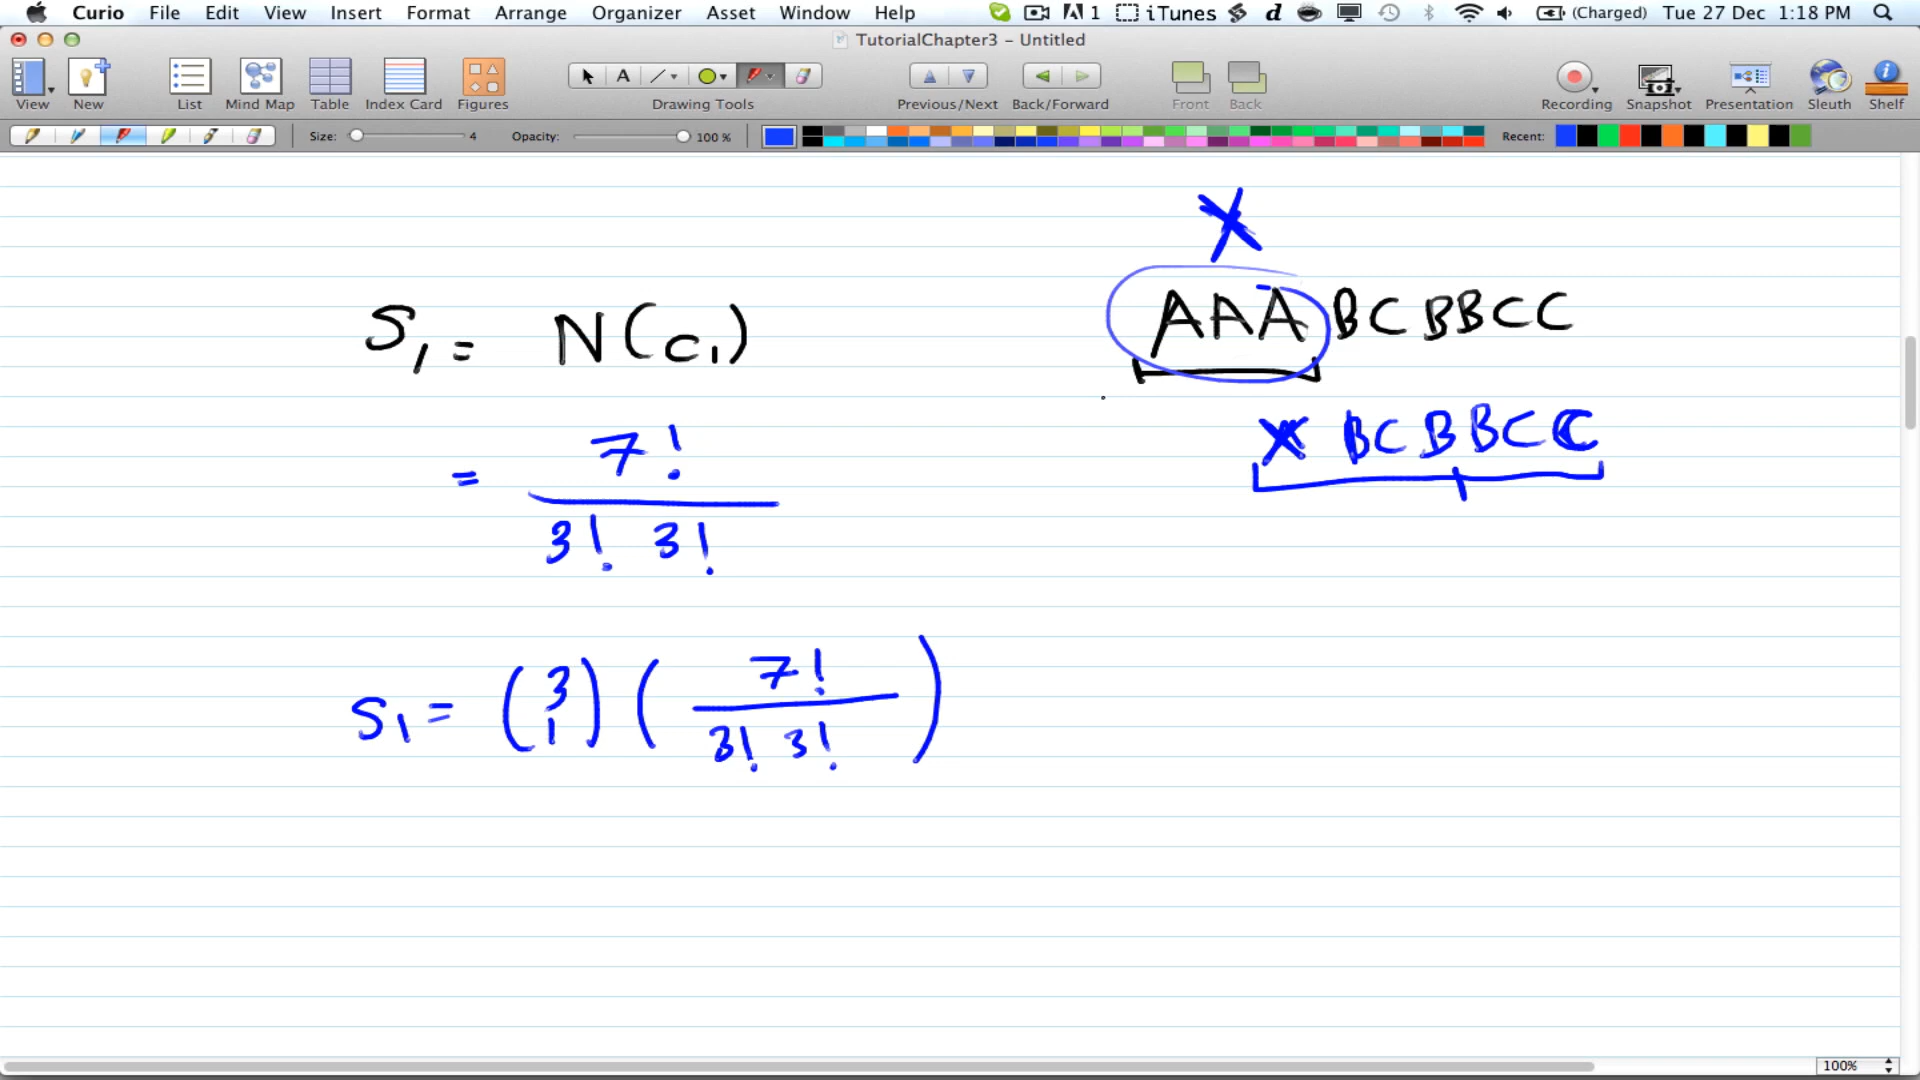 Curio File Edit View Insert Format Arrange Organizer Asset Window Help 1 iTunes d (Charged) Tue 27 Dec 1:18 PM
TutorialChapter3 – Untitled
A
View New List Mind Map Table Index Card Figures Drawing Tools Previous/Next Back/Forward Front Back Recording Snapshot Presentation Sleuth Shelf
Size: 4 Opacity: 100 % Recent:
X
S₁ = N(C₁)
AAABCBBCC
X BCBBCC
= 7! / 3! 3!
S₁ = (3 1) (7! / 3! 3!)
100%